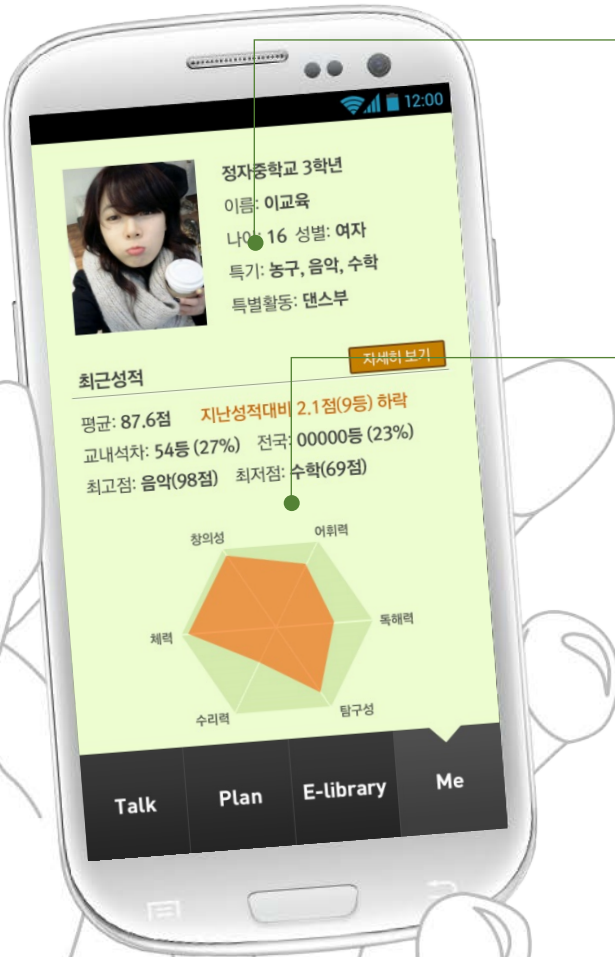 12:00
정자중학교 3학년
이름: 이교육
나이: 16 성별: 여자
특기: 농구, 음악, 수학
특별활동: 댄스부
최근성적
자세히 보기
평균: 87.6점 지난성적대비 2.1점(9등) 하락
교내석차: 54등 (27%) 전국: 00000등 (23%)
최고점: 음악(98점) 최저점: 수학(69점)
창의성
어휘력
체력
독해력
수리력
탐구성
Talk
Plan
E-library
Me